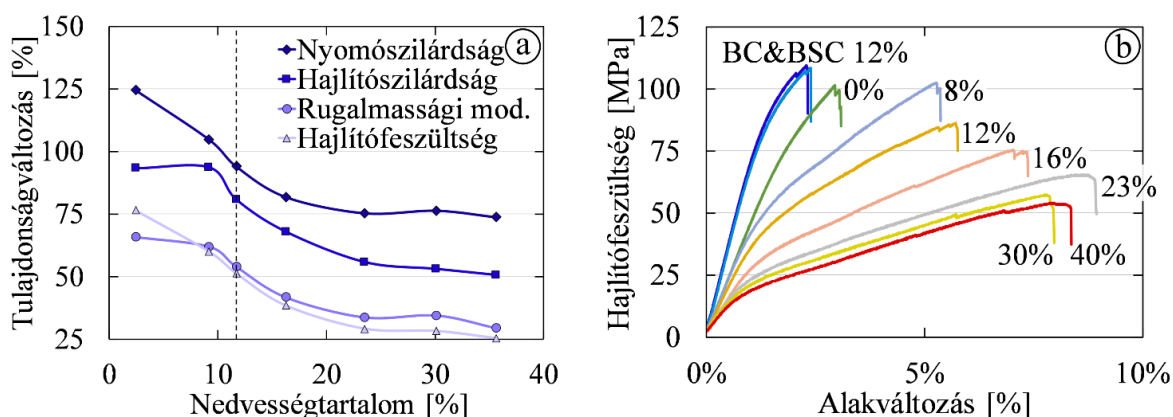 Tulajdonságváltozás [%]
150
125
100
75
50
25
0
10
20
30
40
Nedvességtartalom [%]
Nyomószilárdság
Hajlítószilárdság
Rugalmassági mod.
Hajlítófeszültség
a
Hajlítófeszültség [MPa]
125
100
75
50
25
0
0%
5%
10%
Alakváltozás [%]
BC&BSC 12%
0%
8%
12%
16%
23%
30%
40%
b